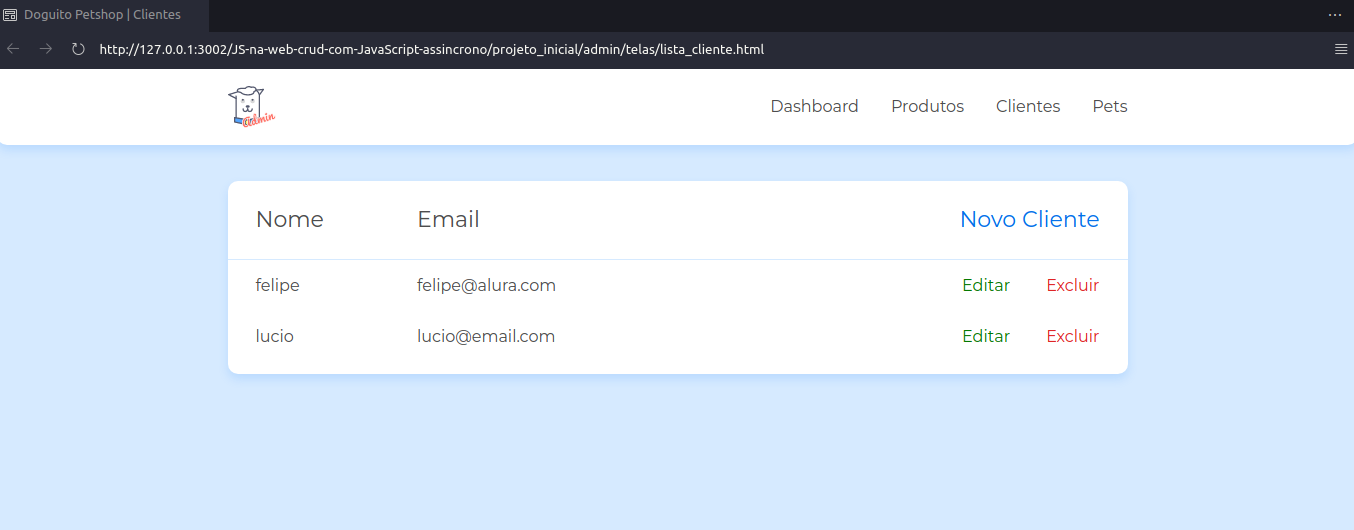 Doguito Petshop | Clientes
http://127.0.0.1:3002/JS-na-web-crud-com-JavaScript-assincrono/projeto_inicial/admin/telas/lista_cliente.html
Admin
Dashboard Produtos Clientes Pets
Nome Email Novo Cliente
felipe felipe@alura.com Editar Excluir
lucio lucio@email.com Editar Excluir